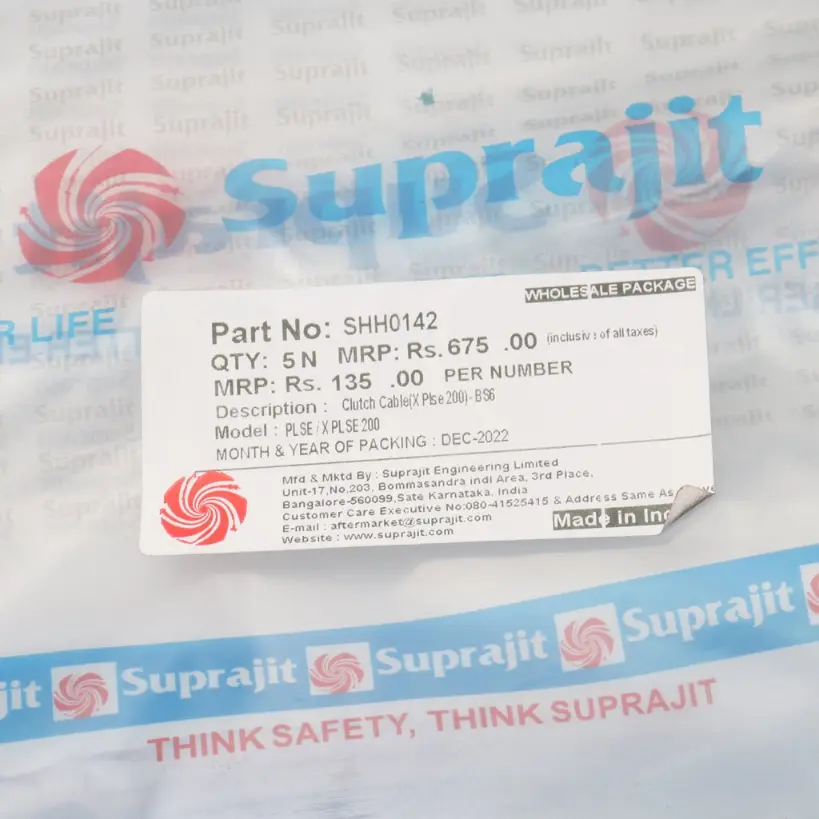 Suprajit
BETTER EFF
R LIFE
WHOLESALE PACKAGE
Part No: SHH0142
QTY: 5 N MRP: Rs. 675 .00 (inclusive of all taxes)
MRP: Rs. 135 .00 PER NUMBER
Description : Clutch Cable(X Plse 200)- BS6
Model : PLSE / X PLSE 200
MONTH & YEAR OF PACKING : DEC-2022
Mfd & Mktd By : Suprajit Engineering Limited
Unit-17,No.203, Bommasandra indl Area, 3rd Place,
Bangalore-560099,Sate Karnataka, India
Customer Care Executive No:080-41525415 & Address Same As
E-mail : aftermarket@suprajit.com
Website : www.suprajit.com
Made in Ind
jit Suprajit Suprajit Suprajit
THINK SAFETY, THINK SUPRAJIT